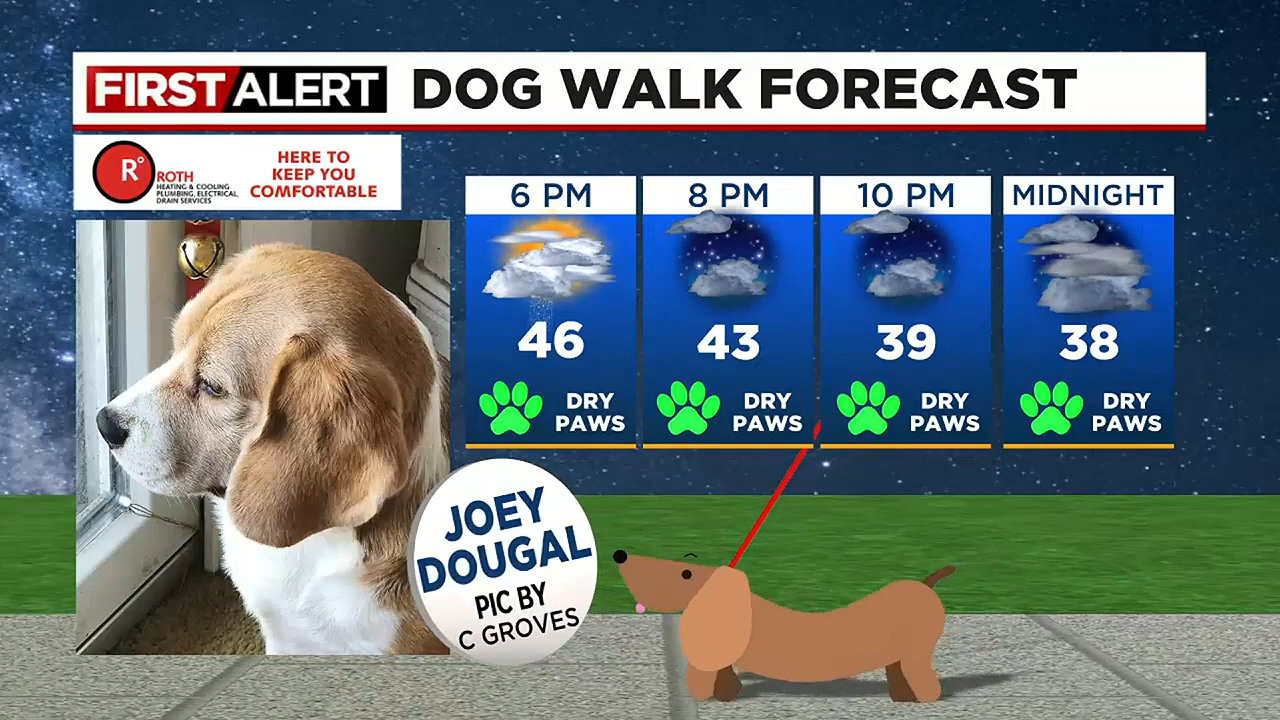 FIRST ALERT DOG WALK FORECAST
R°
ROTH
HEATING & COOLING
PLUMBING, ELECTRICAL,
DRAIN SERVICES
HERE TO
KEEP YOU
COMFORTABLE
6 PM
46
DRY
PAWS
8 PM
43
DRY
PAWS
10 PM
39
DRY
PAWS
MIDNIGHT
38
DRY
PAWS
JOEY
DOUGAL
PIC BY
C GROVES